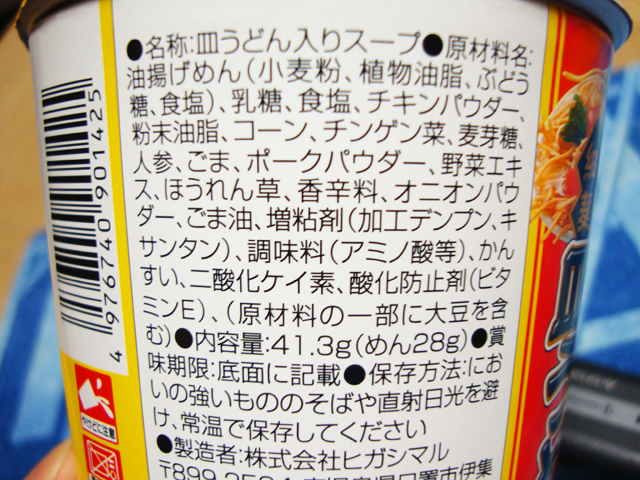 ●名称:皿うどん入りスープ●原材料名:
油揚げめん(小麦粉、植物油脂、ぶどう
糖、食塩)、乳糖、食塩、チキンパウダー、
粉末油脂、コーン、チンゲン菜、麦芽糖、
人参、ごま、ポークパウダー、野菜エキ
ス、ほうれん草、香辛料、オニオンパウ
ダー、ごま油、増粘剤(加工デンプン、キ
サンタン)、調味料(アミノ酸等)、かん
すい、二酸化ケイ素、酸化防止剤(ビタ
ミンE)、(原材料の一部に大豆を含
む)●内容量:41.3g(めん28g)●賞
味期限:底面に記載●保存方法:にお
いの強いもののそばや直射日光を避
け、常温で保存してください
●製造者:株式会社ヒガシマル
4 976740 901425
やけどに注意